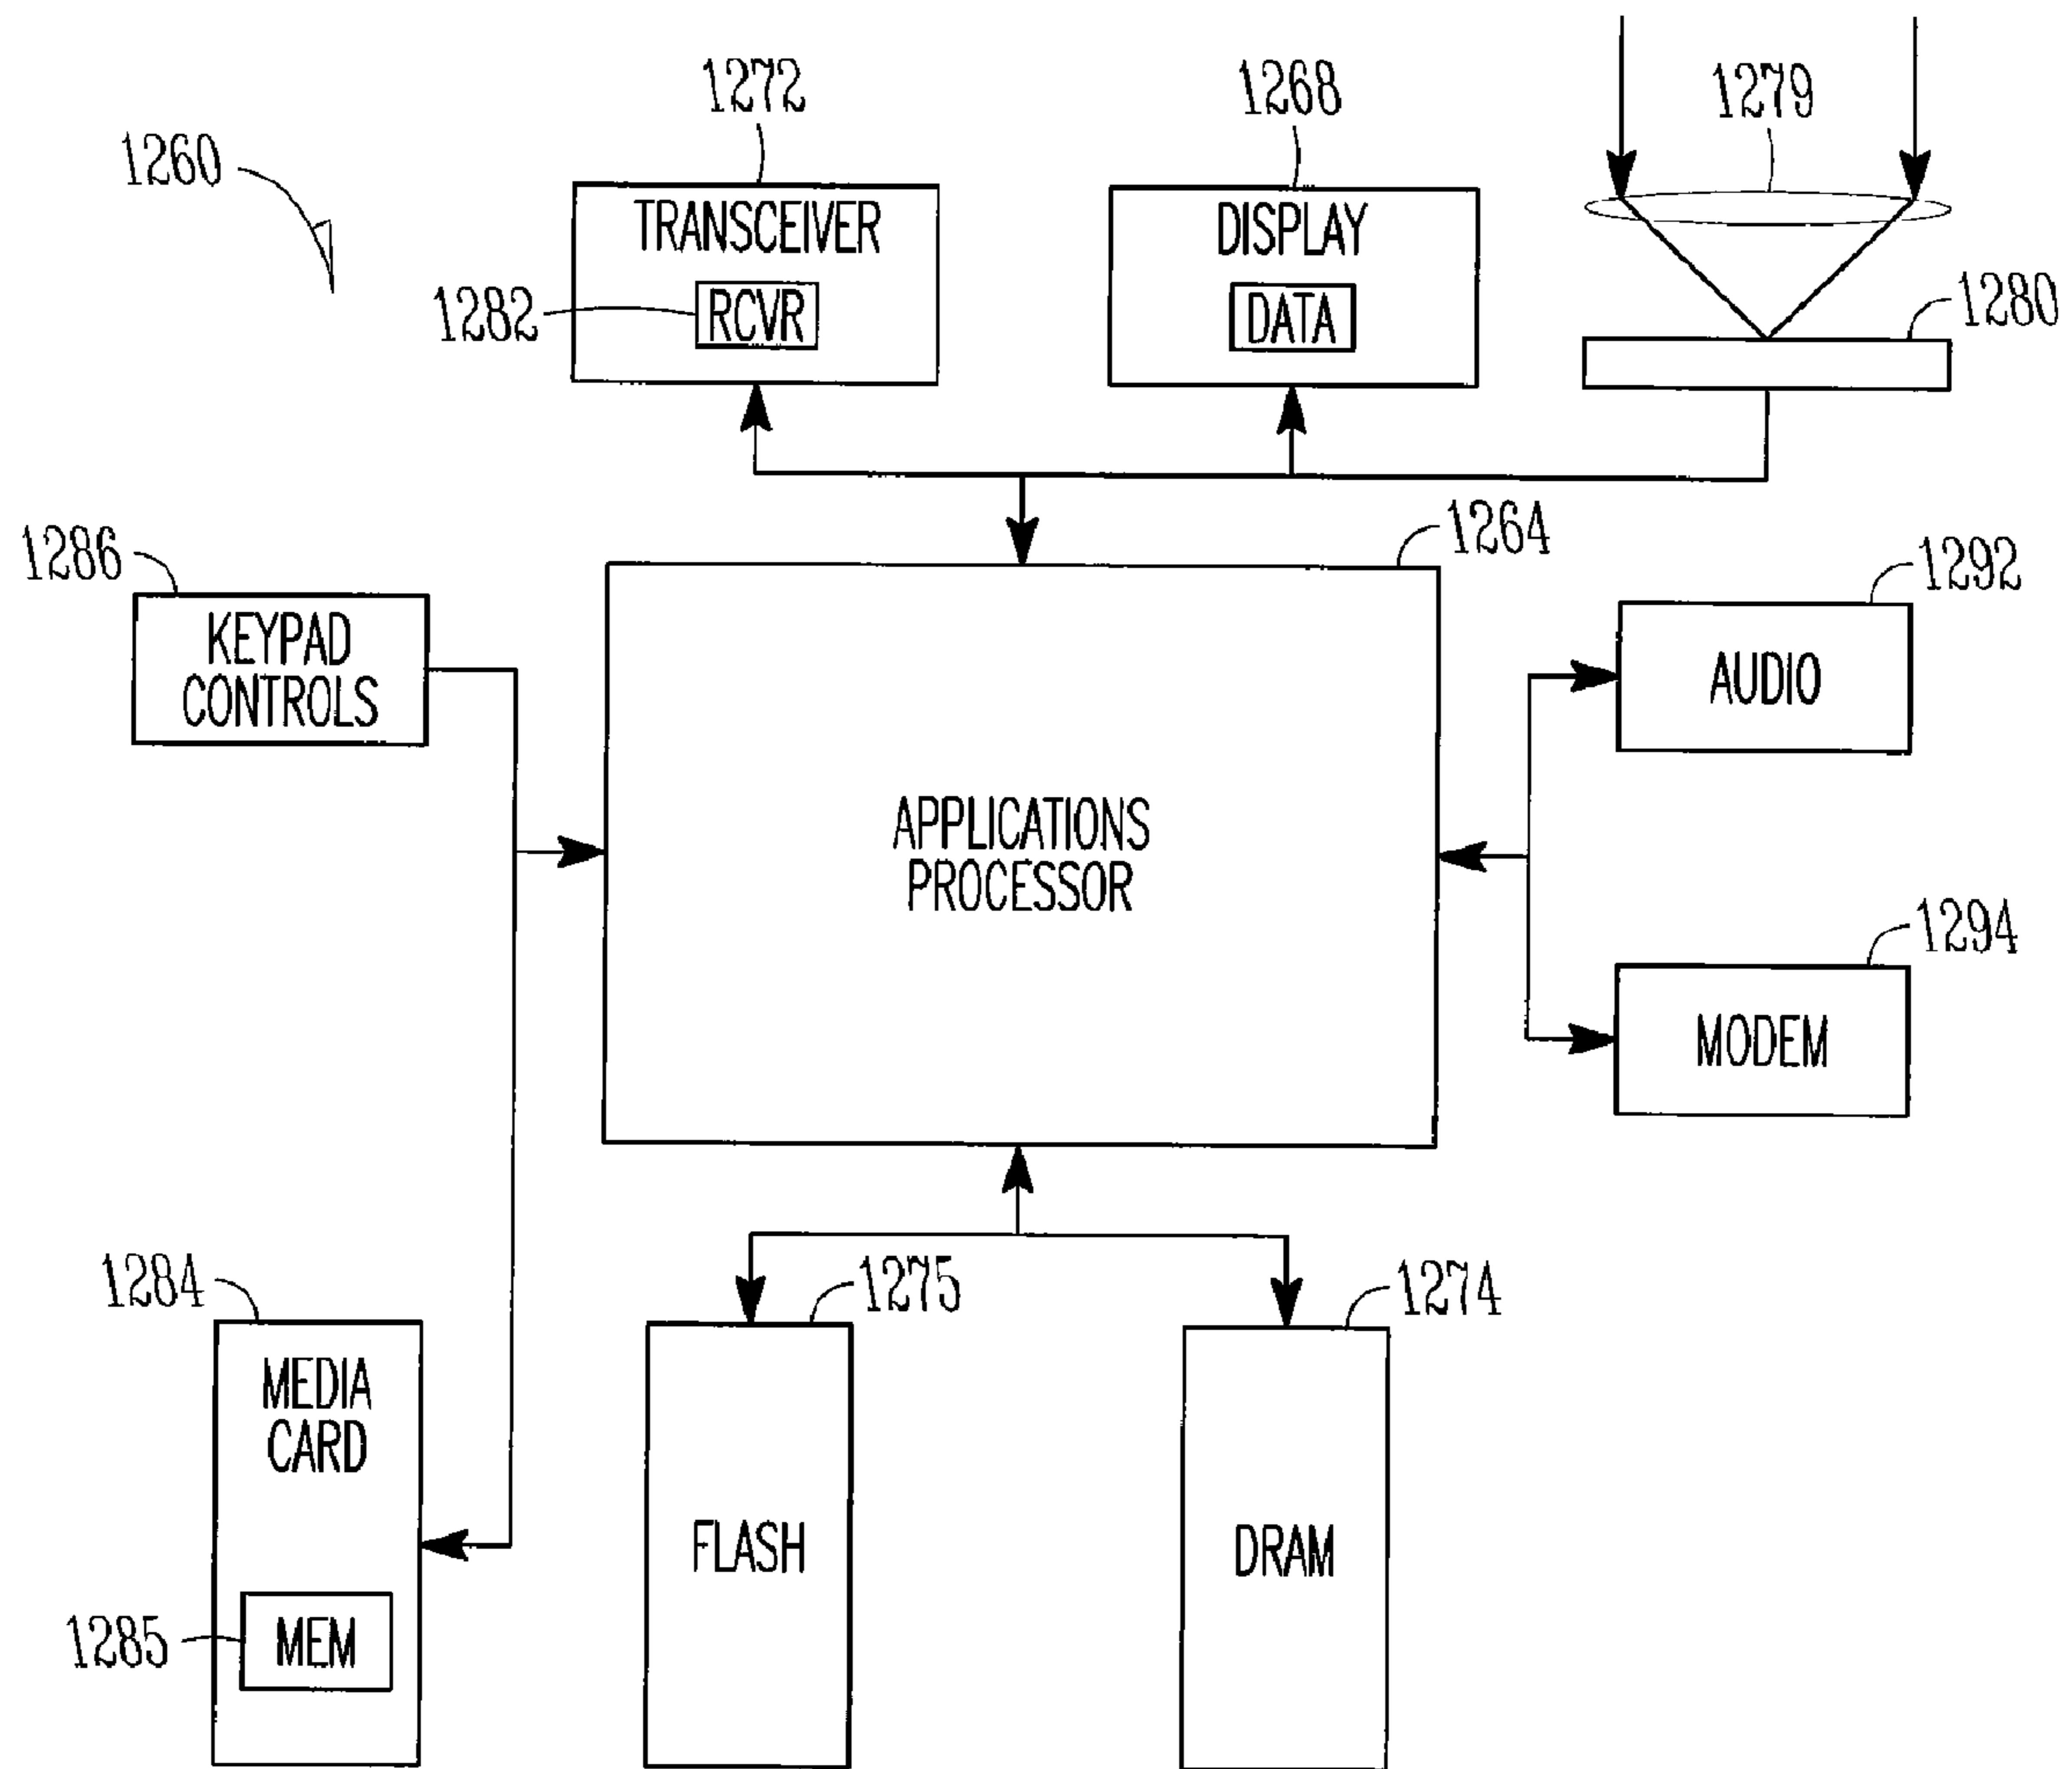 1272
1268
1279
1260
TRANSCEIVER
DISPLAY
1282
RCVR
DATA
1280
1264
1286
1292
KEYPAD
CONTROLS
AUDIO
APPLICATIONS
PROCESSOR
1294
MODEM
1284
1275
1274
MEDIA
CARD
FLASH
DRAM
1285
MEM